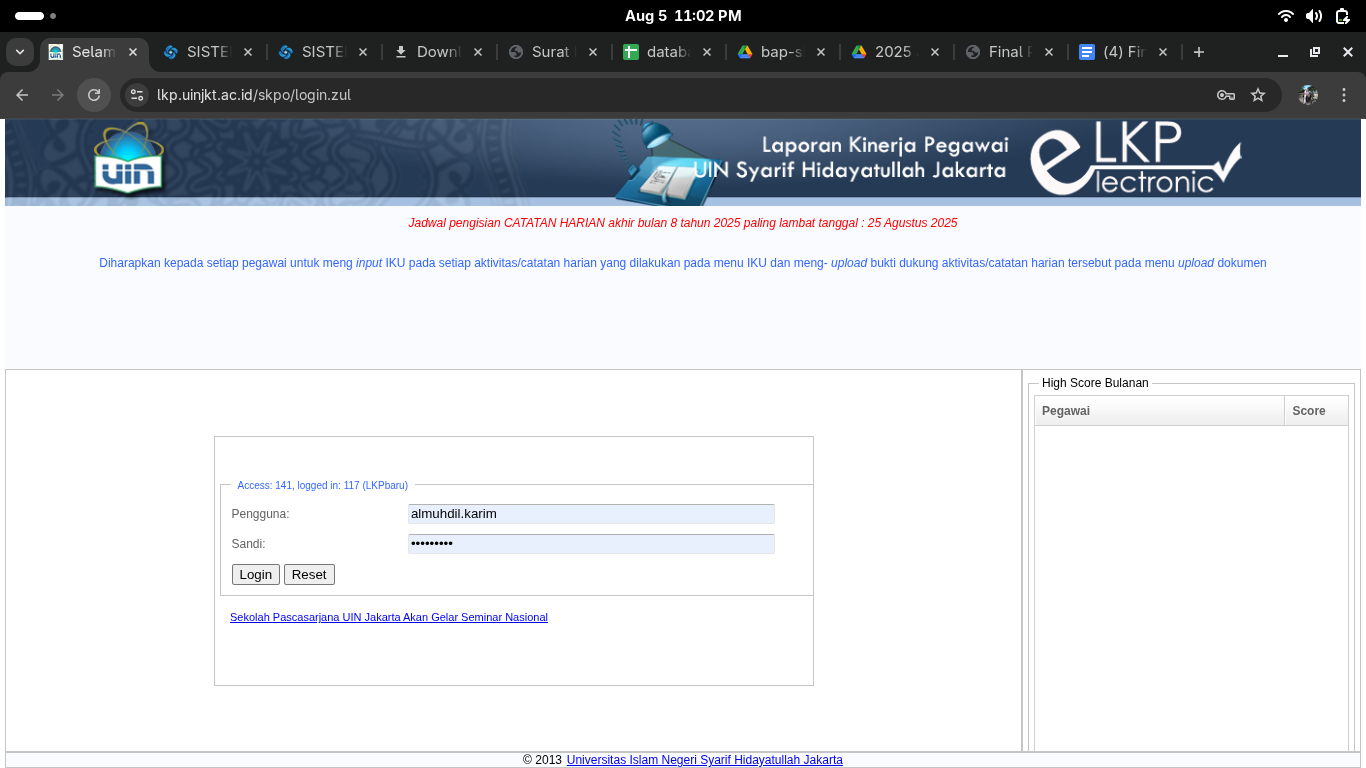 Aug 5 11:02 PM
Selam
SISTE
SISTE
Downl
Surat
databa
bap-s
2025
Final
(4) Fir
lkp.uinjkt.ac.id/skpo/login.zul
uin
Laporan Kinerja Pegawai
UIN Syarif Hidayatullah Jakarta
eLKP
electronic
Jadwal pengisian CATATAN HARIAN akhir bulan 8 tahun 2025 paling lambat tanggal : 25 Agustus 2025
Diharapkan kepada setiap pegawai untuk meng input IKU pada setiap aktivitas/catatan harian yang dilakukan pada menu IKU dan meng- upload bukti dukung aktivitas/catatan harian tersebut pada menu upload dokumen
High Score Bulanan
Pegawai Score
Access: 141, logged in: 117 (LKPbaru)
Pengguna: almuhdil.karim
Sandi: •••••••••
Login Reset
Sekolah Pascasarjana UIN Jakarta Akan Gelar Seminar Nasional
© 2013 Universitas Islam Negeri Syarif Hidayatullah Jakarta